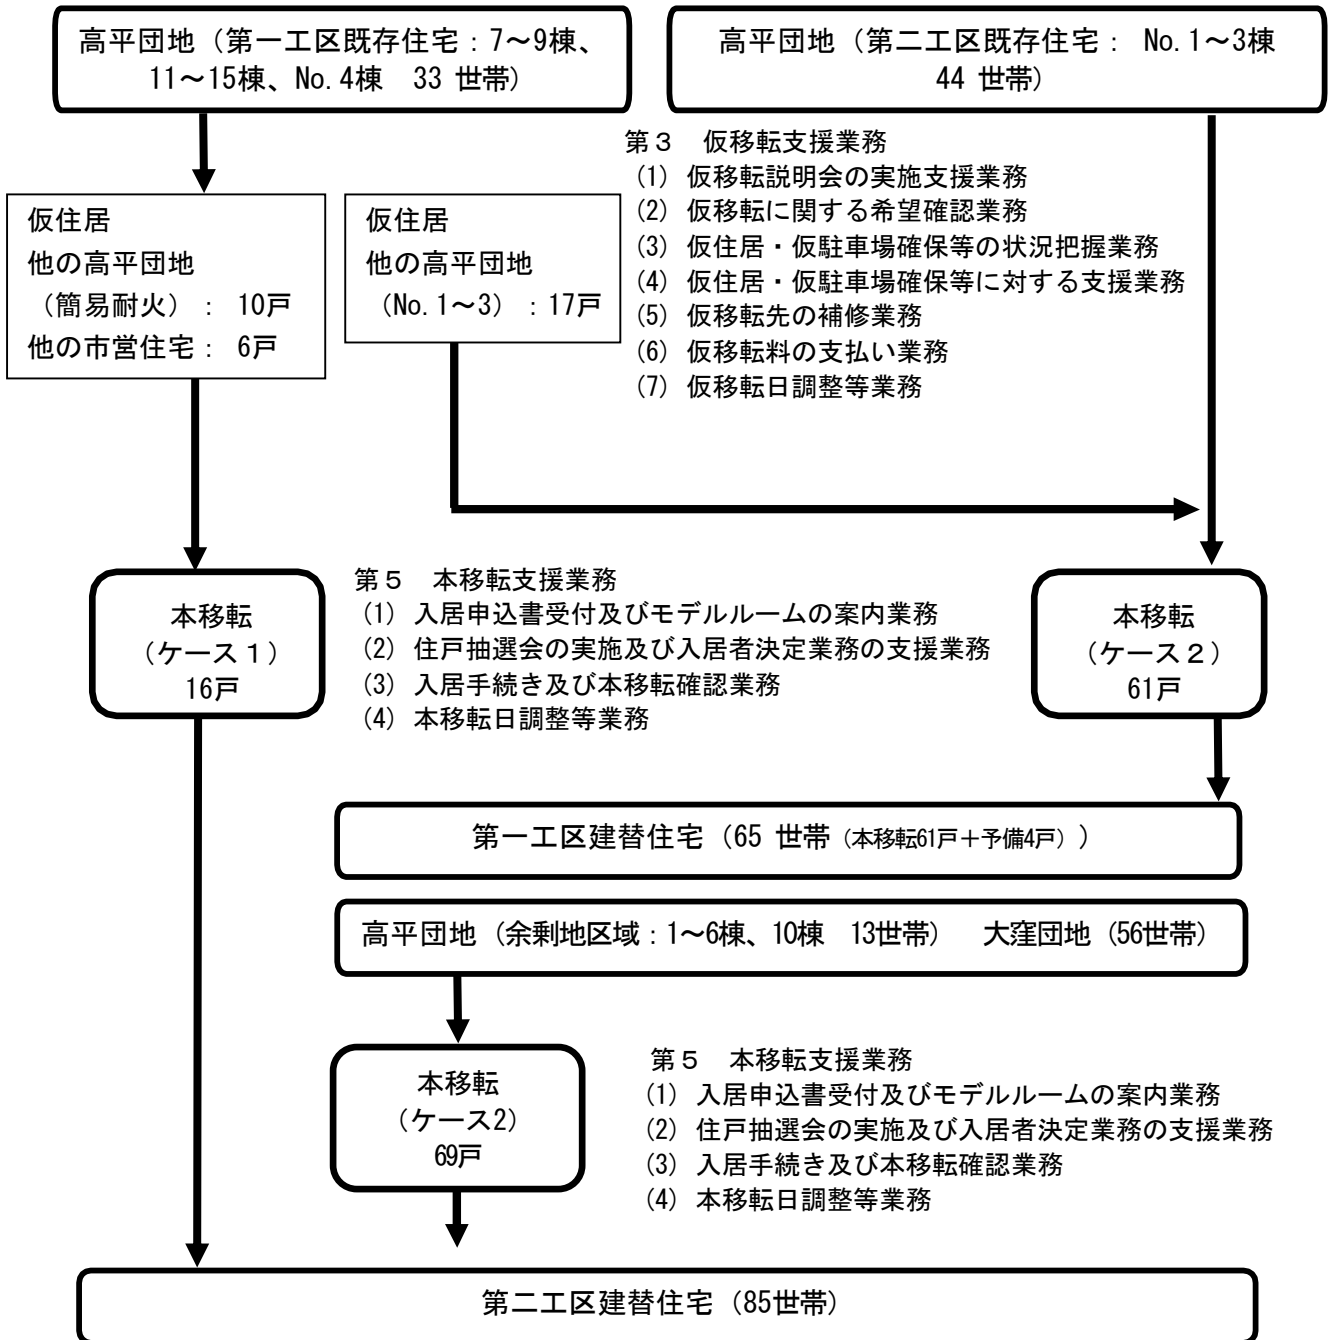 高平団地（第一工区既存住宅：7～9棟、
11～15棟、No.4棟　33 世帯）
高平団地（第二工区既存住宅：　No.1～3棟
44 世帯）
第３　仮移転支援業務
(1) 仮移転説明会の実施支援業務
(2) 仮移転に関する希望確認業務
(3) 仮住居・仮駐車場確保等の状況把握業務
(4) 仮住居・仮駐車場確保等に対する支援業務
(5) 仮移転先の補修業務
(6) 仮移転料の支払い業務
(7) 仮移転日調整等業務
仮住居
他の高平団地
（簡易耐火）：　10戸
他の市営住宅：　6戸
仮住居
他の高平団地
（No.1～3）：17戸
本移転
（ケース１）
16戸
第５　本移転支援業務
(1) 入居申込書受付及びモデルルームの案内業務
(2) 住戸抽選会の実施及び入居者決定業務の支援業務
(3) 入居手続き及び本移転確認業務
(4) 本移転日調整等業務
本移転
（ケース２）
61戸
第一工区建替住宅（65 世帯（本移転61戸＋予備4戸））
高平団地（余剰地区域：1～6棟、10棟　13世帯）　大窪団地（56世帯）
本移転
（ケース2）
69戸
第５　本移転支援業務
(1) 入居申込書受付及びモデルルームの案内業務
(2) 住戸抽選会の実施及び入居者決定業務の支援業務
(3) 入居手続き及び本移転確認業務
(4) 本移転日調整等業務
第二工区建替住宅（85世帯）